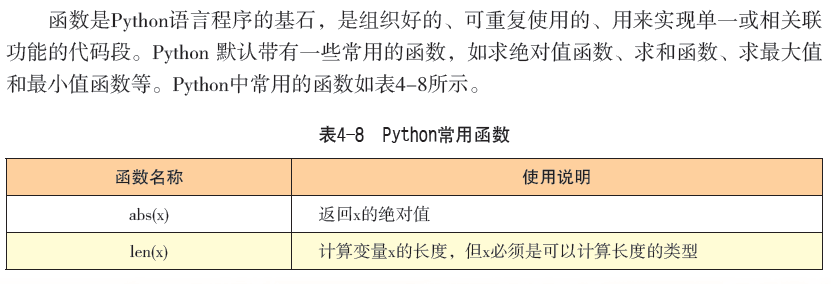 函数是Python语言程序的基石，是组织好的、可重复使用的、用来实现单一或相关联
功能的代码段。Python 默认带有一些常用的函数，如求绝对值函数、求和函数、求最大值
和最小值函数等。Python中常用的函数如表4-8所示。
表4-8 Python常用函数
函数名称 使用说明
abs(x) 返回x的绝对值
len(x) 计算变量x的长度，但x必须是可以计算长度的类型